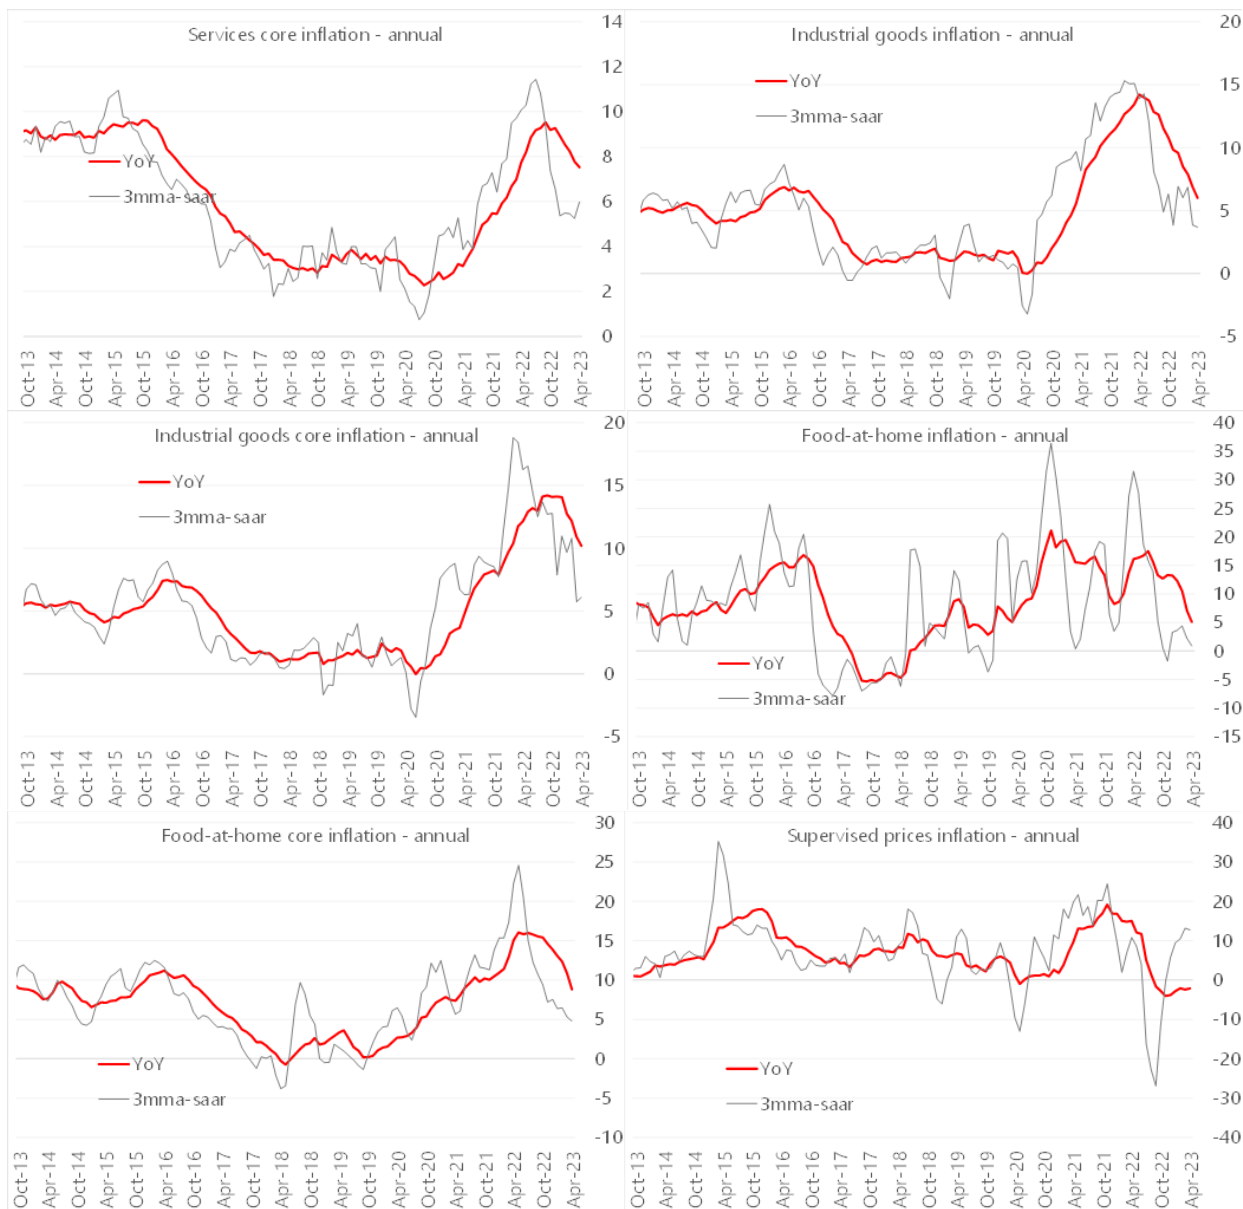 Services core inflation - annual
14
12
10
8
6
4
2
0
YoY
3mma-saar
Oct-13
Apr-14
Oct-14
Apr-15
Oct-15
Apr-16
Oct-16
Apr-17
Oct-17
Apr-18
Oct-18
Apr-19
Oct-19
Apr-20
Oct-20
Apr-21
Oct-21
Apr-22
Oct-22
Apr-23
Industrial goods inflation - annual
20
15
10
5
0
-5
YoY
3mma-saar
Oct-13
Apr-14
Oct-14
Apr-15
Oct-15
Apr-16
Oct-16
Apr-17
Oct-17
Apr-18
Oct-18
Apr-19
Oct-19
Apr-20
Oct-20
Apr-21
Oct-21
Apr-22
Oct-22
Apr-23
Industrial goods core inflation - annual
20
15
10
5
0
-5
YoY
3mma-saar
Oct-13
Apr-14
Oct-14
Apr-15
Oct-15
Apr-16
Oct-16
Apr-17
Oct-17
Apr-18
Oct-18
Apr-19
Oct-19
Apr-20
Oct-20
Apr-21
Oct-21
Apr-22
Oct-22
Apr-23
Food-at-home inflation - annual
40
35
30
25
20
15
10
5
0
-5
-10
-15
YoY
3mma-saar
Oct-13
Apr-14
Oct-14
Apr-15
Oct-15
Apr-16
Oct-16
Apr-17
Oct-17
Apr-18
Oct-18
Apr-19
Oct-19
Apr-20
Oct-20
Apr-21
Oct-21
Apr-22
Oct-22
Apr-23
Food-at-home core inflation - annual
30
25
20
15
10
5
0
-5
-10
YoY
3mma-saar
Oct-13
Apr-14
Oct-14
Apr-15
Oct-15
Apr-16
Oct-16
Apr-17
Oct-17
Apr-18
Oct-18
Apr-19
Oct-19
Apr-20
Oct-20
Apr-21
Oct-21
Apr-22
Oct-22
Apr-23
Supervised prices inflation - annual
40
30
20
10
0
-10
-20
-30
-40
YoY
3mma-saar
Oct-13
Apr-14
Oct-14
Apr-15
Oct-15
Apr-16
Oct-16
Apr-17
Oct-17
Apr-18
Oct-18
Apr-19
Oct-19
Apr-20
Oct-20
Apr-21
Oct-21
Apr-22
Oct-22
Apr-23